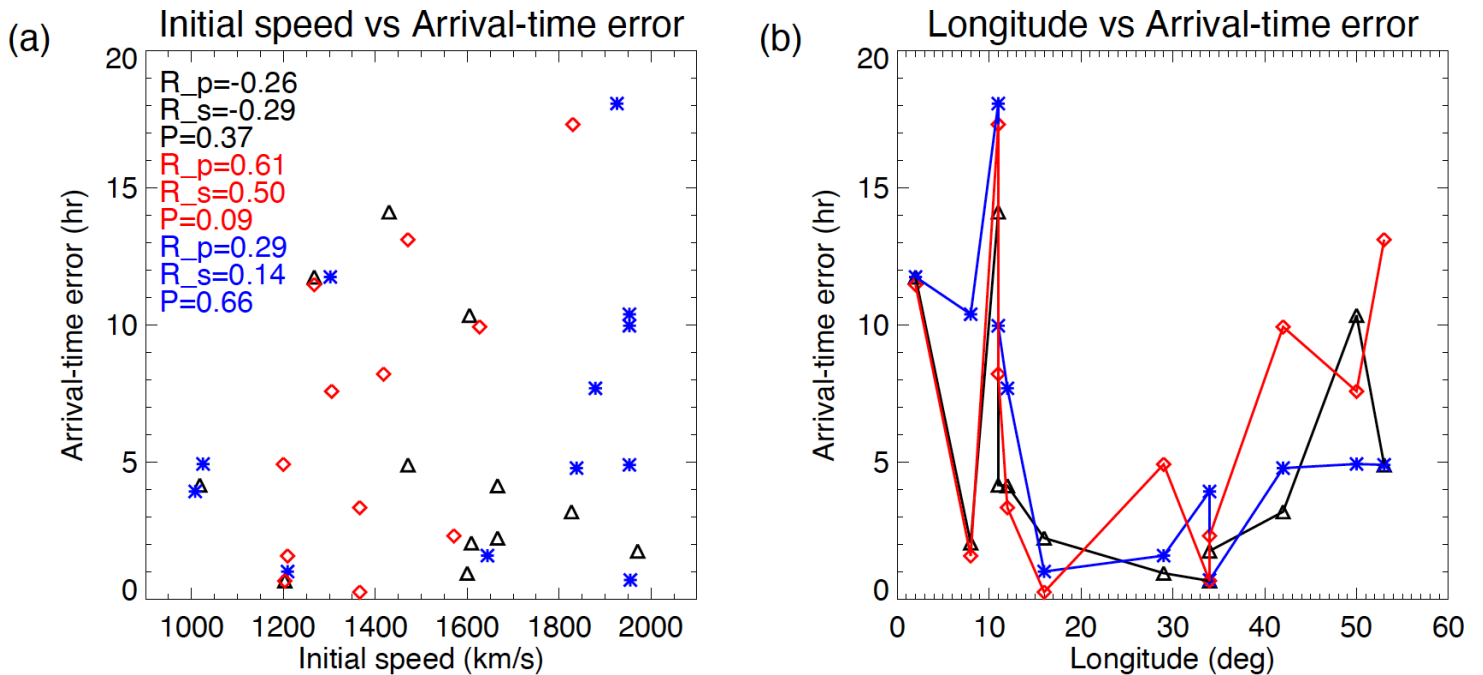 (a)
Initial speed vs Arrival-time error
20
15
10
5
0
Arrival-time error (hr)
R_p=-0.26
R_s=-0.29
P=0.37
R_p=0.61
R_s=0.50
P=0.09
R_p=0.29
R_s=0.14
P=0.66
1000 1200 1400 1600 1800 2000
Initial speed (km/s)
(b)
Longitude vs Arrival-time error
20
15
10
5
0
Arrival-time error (hr)
0 10 20 30 40 50 60
Longitude (deg)